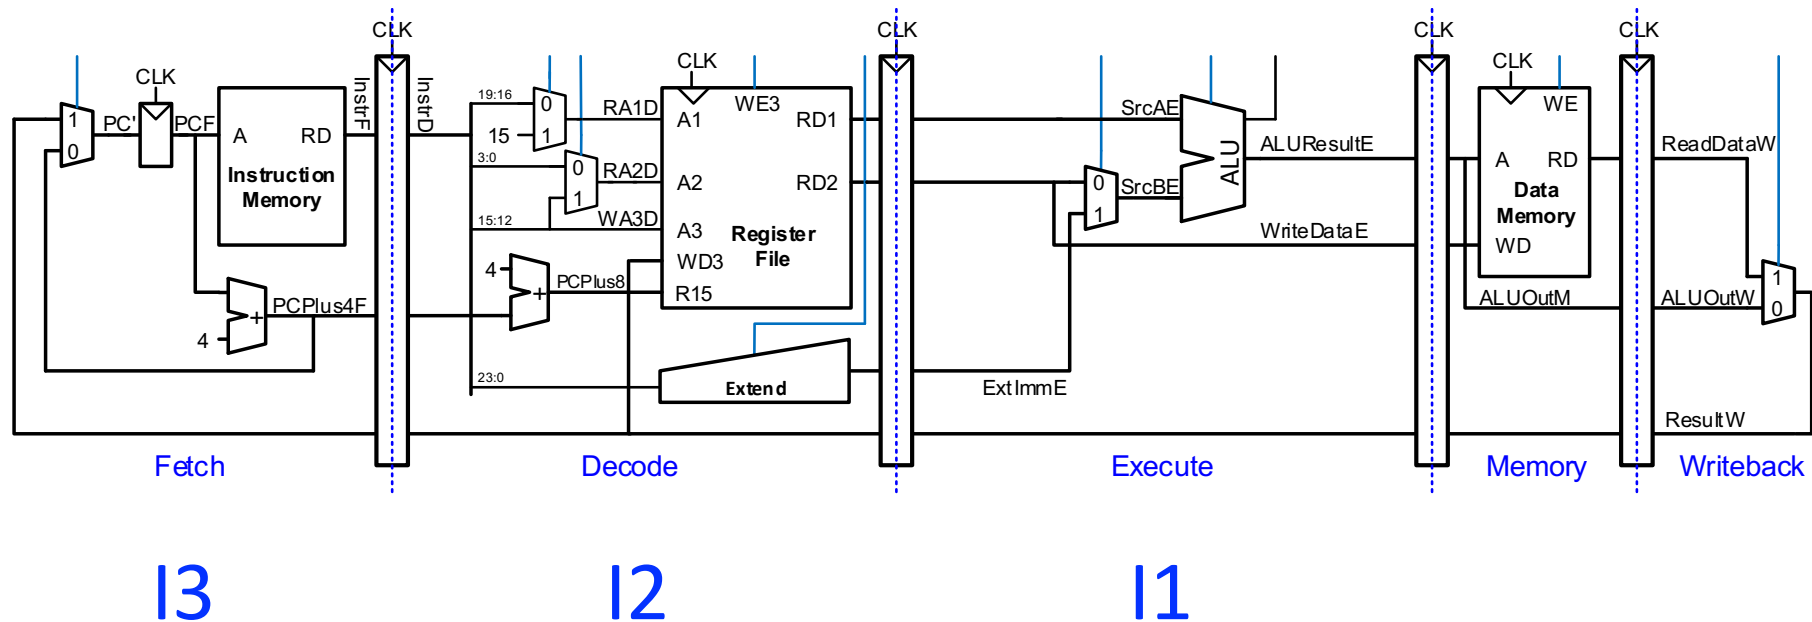 CLK CLK CLK CLK
CLK CLK CLK
1
0
PC'
PCF
A RD
Instruction
Memory
InstrF
InstrD
4
+
PCPlus4F
19:16
15
0
1
RA1D
3:0
0
1
RA2D
15:12
WA3D
4
+
PCPlus8
23:0
WE3
A1 RD1
A2 RD2
A3
WD3
R15
Register
File
Extend
SrcAE
0
1
SrcBE
ALU
ALUResultE
WriteDataE
ExtImmE
WE
A RD
Data
Memory
WD
ALUOutM
ReadDataW
1
0
ALUOutW
ResultW
Fetch Decode Execute Memory Writeback
I3 I2 I1